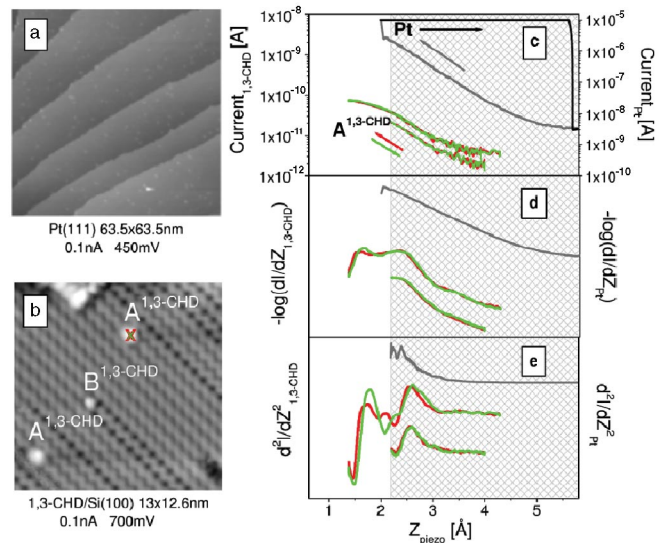 a
Pt(111) 63.5x63.5nm
0.1nA 450mV
b
A1,3-CHD
B1,3-CHD
A1,3-CHD
1,3-CHD/Si(100) 13x12.6nm
0.1nA 700mV
Current1,3-CHD [A]
1x10-8
1x10-9
1x10-10
1x10-11
1x10-12
Pt
c
A1,3-CHD
1x10-5
1x10-6
1x10-7
1x10-8
1x10-9
1x10-10
CurrentPt[A]
-log(dI/dZ1,3-CHD)
d
-log(dI/dZPt)
d2I/dZ21,3-CHD
e
d2I/dZ2Pt
1 2 3 4 5
Zpiezo [Å]